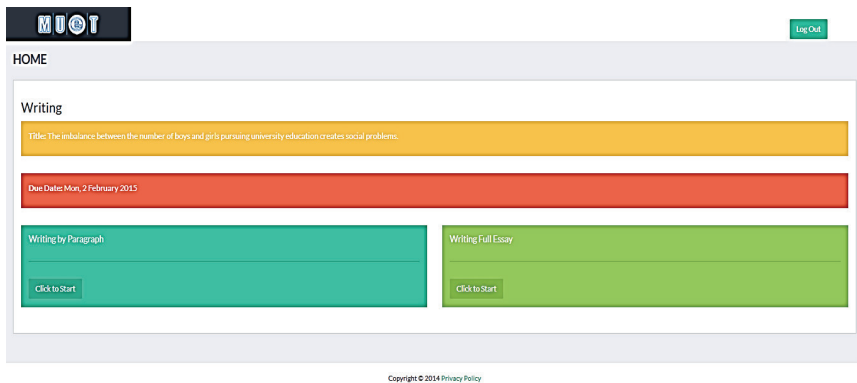 MU@T
Log Out
HOME
Writing
Title: The imbalance between the number of boys and girls pursuing university education creates social problems.
Due Date: Mon, 2 February 2015
Writing by Paragraph
Writing Full Essay
Click to Start
Click to Start
Copyright © 2014 Privacy Policy